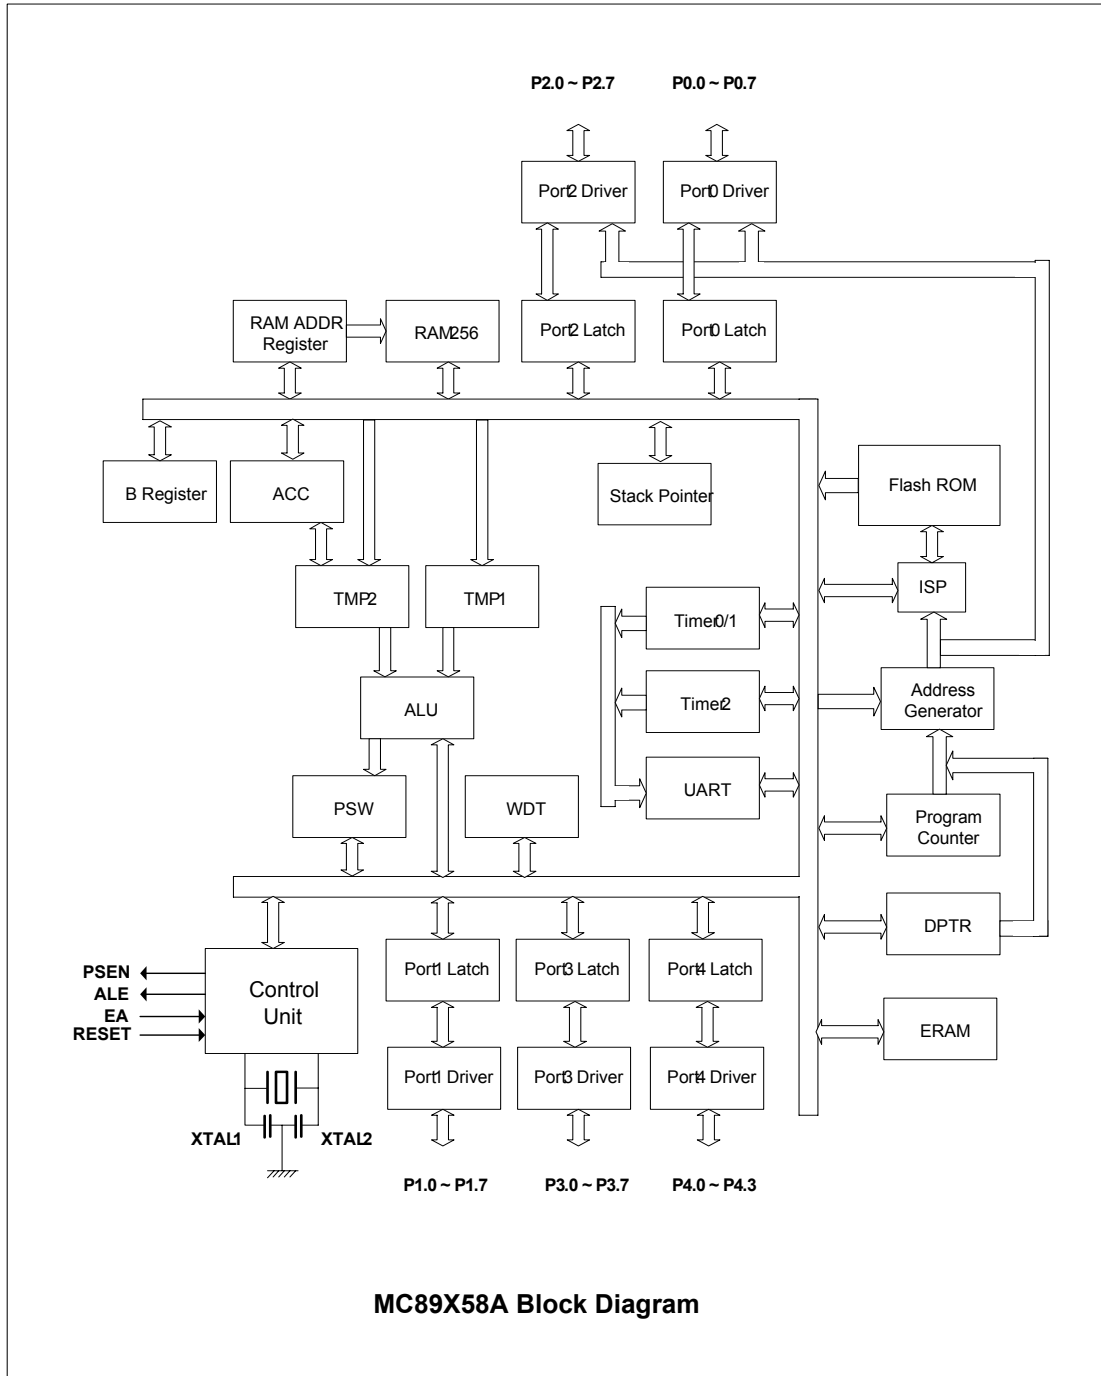 P2.0 ~ P2.7
P0.0 ~ P0.7
Port2 Driver
Port0 Driver
RAM ADDR
Register
RAM256
Port2 Latch
Port0 Latch
B Register
ACC
Stack Pointer
Flash ROM
TMP2
TMP1
ISP
Timer0/1
ALU
Timer2
Address
Generator
PSW
WDT
UART
Program
Counter
DPTR
Port1 Latch
Port3 Latch
Port4 Latch
PSEN
ALE
EA
RESET
Control
Unit
ERAM
Port1 Driver
Port3 Driver
Port4 Driver
XTAL1
XTAL2
P1.0 ~ P1.7
P3.0 ~ P3.7
P4.0 ~ P4.3
MC89X58A Block Diagram